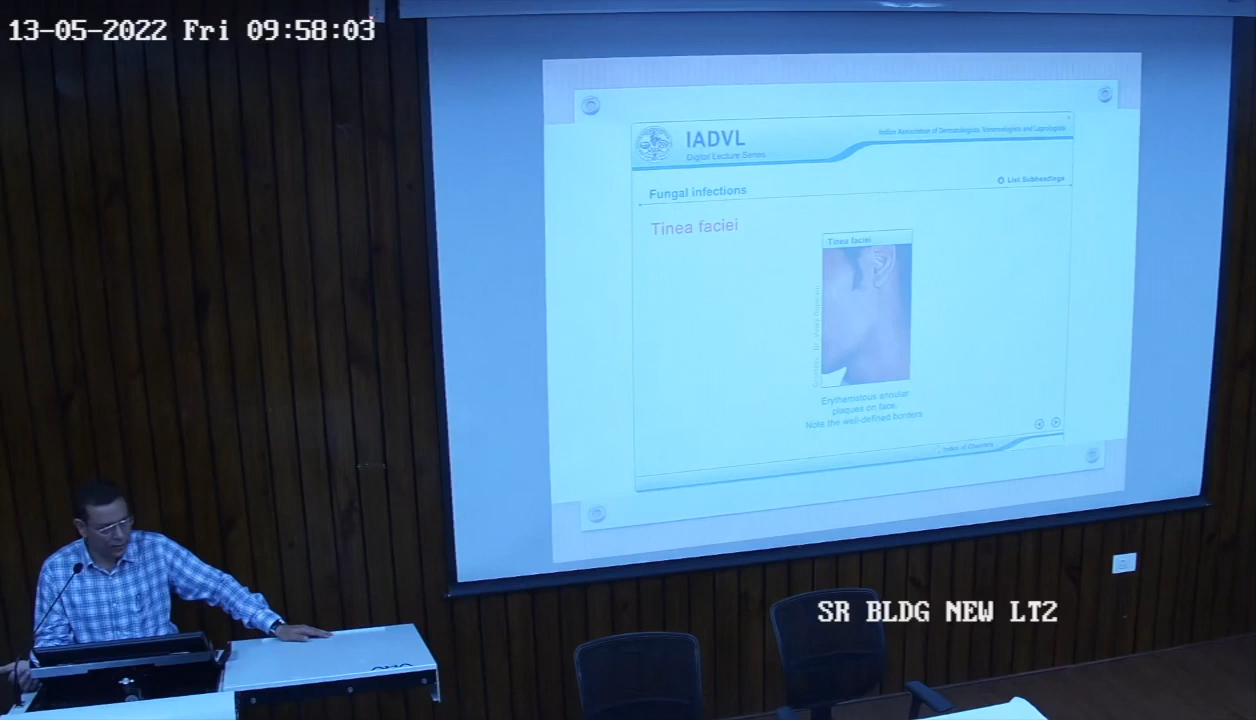 13-05-2022 Fri 09:58:03
IADVL
Digital Lecture Series
Indian Association of Dermatologists, Venereologists and Leprologists
List Subheadings
Fungal infections
Tinea faciei
Tinea faciei
Erythematous annular
plaques on face.
Note the well-defined borders
Index of Chapters
SR BLDG NEW LT2